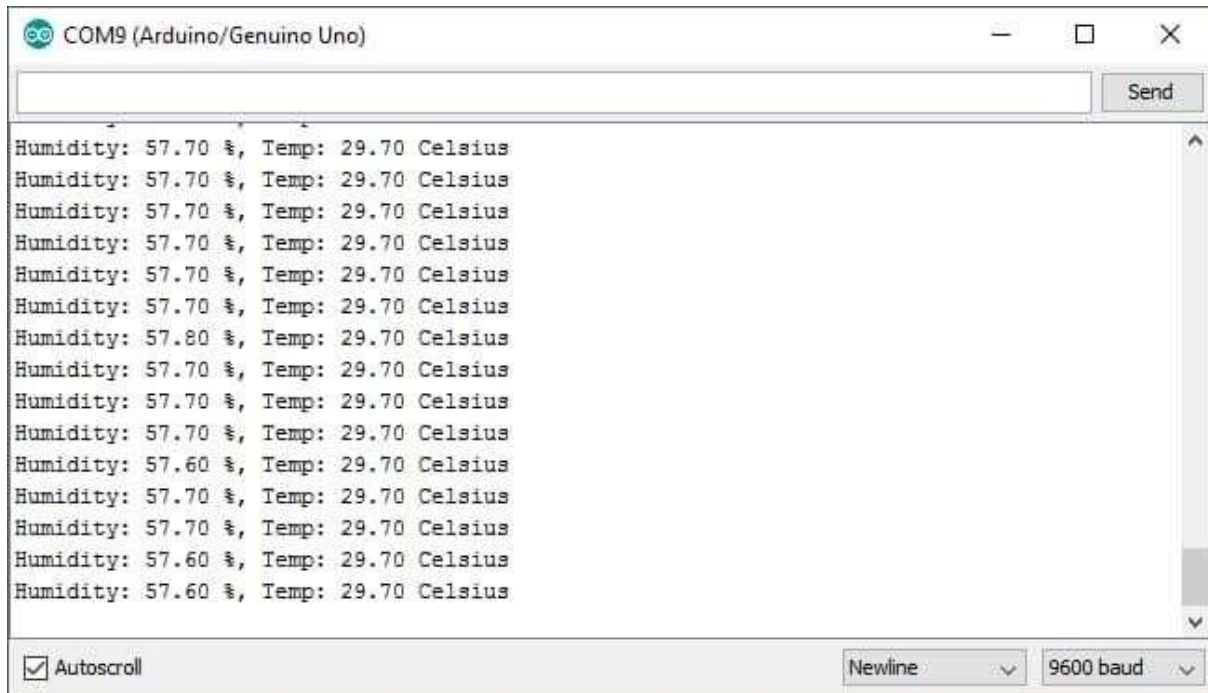 COM9 (Arduino/Genuino Uno)
Send
Humidity: 57.70 %, Temp: 29.70 Celsius
Humidity: 57.70 %, Temp: 29.70 Celsius
Humidity: 57.70 %, Temp: 29.70 Celsius
Humidity: 57.70 %, Temp: 29.70 Celsius
Humidity: 57.70 %, Temp: 29.70 Celsius
Humidity: 57.70 %, Temp: 29.70 Celsius
Humidity: 57.80 %, Temp: 29.70 Celsius
Humidity: 57.70 %, Temp: 29.70 Celsius
Humidity: 57.70 %, Temp: 29.70 Celsius
Humidity: 57.70 %, Temp: 29.70 Celsius
Humidity: 57.60 %, Temp: 29.70 Celsius
Humidity: 57.70 %, Temp: 29.70 Celsius
Humidity: 57.70 %, Temp: 29.70 Celsius
Humidity: 57.60 %, Temp: 29.70 Celsius
Humidity: 57.60 %, Temp: 29.70 Celsius
Autoscroll Newline 9600 baud